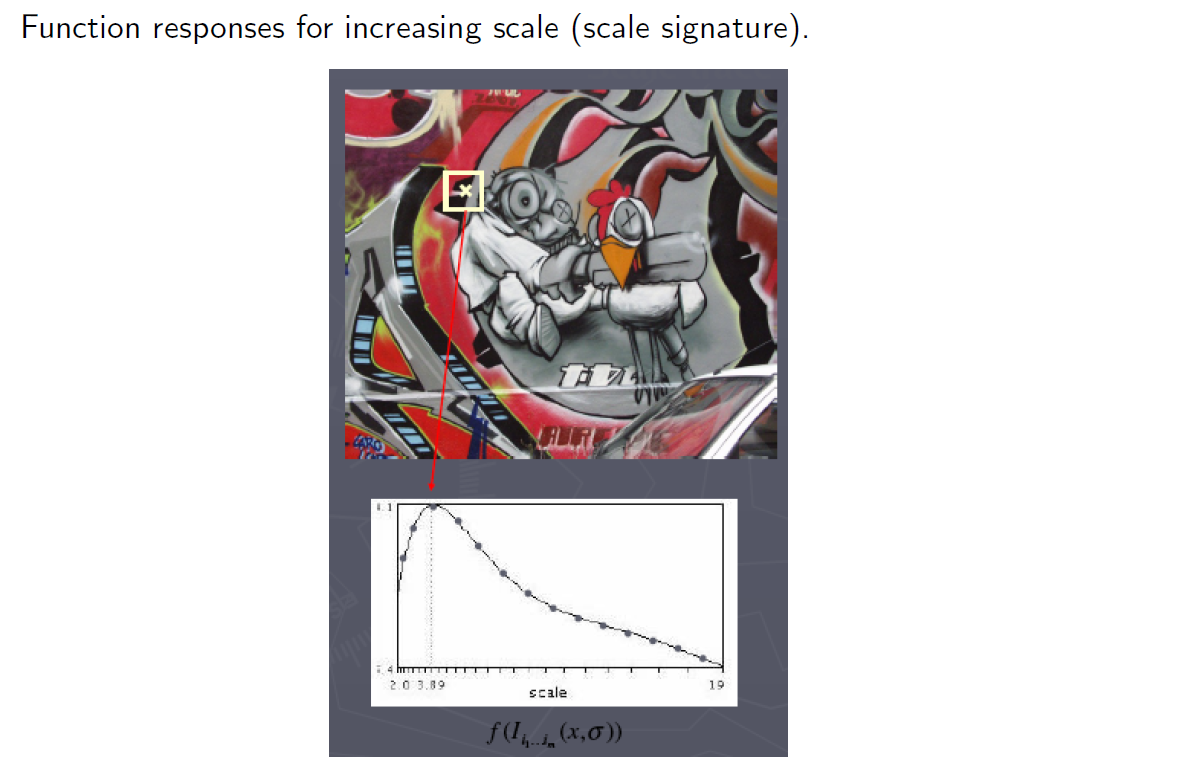 Function responses for increasing scale (scale signature).
2.0 3.89
19
scale
f(I_{i_1...i_m}(x,σ))